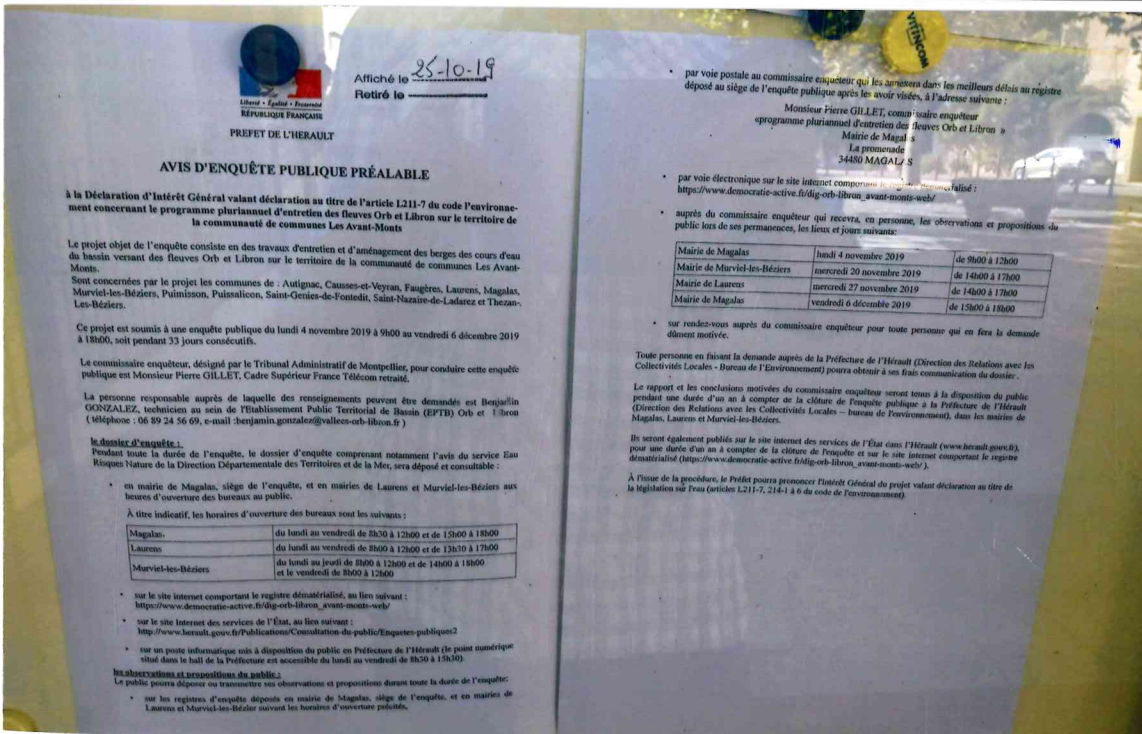 VITINCOM
Affiché le 25-10-19
Retiré le
Liberté • Égalité • Fraternité
RÉPUBLIQUE FRANÇAISE
PREFET DE L'HERAULT
AVIS D'ENQUÊTE PUBLIQUE PRÉALABLE
à la Déclaration d'Intérêt Général valant déclaration au titre de l'article L.211-7 du code l'environne-
ment concernant le programme pluriannuel d'entretien des fleuves Orb et Libron sur le territoire de
la communauté de communes Les Avant-Monts
Le projet objet de l'enquête consiste en des travaux d'entretien et d'aménagement des berges des cours d'eau
du bassin versant des fleuves Orb et Libron sur le territoire de la communauté de communes Les Avant-
Monts.
Sont concernées par le projet les communes de : Autignac, Causses-et-Veyran, Faugères, Laurens, Magalas,
Murviel-les-Béziers, Puimisson, Puissalicon, Saint-Genies-de-Fontedit, Saint-Nazaire-de-Ladarez et Thezan-
Les-Béziers.
Ce projet est soumis à une enquête publique du lundi 4 novembre 2019 à 9h00 au vendredi 6 décembre 2019
à 18h00, soit pendant 33 jours consécutifs.
Le commissaire enquêteur, désigné par le Tribunal Administratif de Montpellier, pour conduire cette enquête
publique est Monsieur Pierre GILLET, Cadre Supérieur France Télécom retraité.
La personne responsable auprès de laquelle des renseignements peuvent être demandés est Benjamin
GONZALEZ, technicien au sein de l'Etablissement Public Territorial de Bassin (EPTB) Orb et Libron
( téléphone : 06 89 24 56 69, e-mail :benjamin.gonzalez@vallees-orb-libron.fr )
le dossier d'enquête :
Pendant toute la durée de l'enquête, le dossier d'enquête comprenant notamment l'avis du service Eau
Risques Nature de la Direction Départementale des Territoires et de la Mer, sera déposé et consultable :
• en mairie de Magalas, siège de l'enquête, et en mairies de Laurens et Murviel-les-Béziers aux
heures d'ouverture des bureaux au public.
À titre indicatif, les horaires d'ouverture des bureaux sont les suivants :
Magalas. du lundi au vendredi de 8h30 à 12h00 et de 15h00 à 18h00
Laurens du lundi au vendredi de 8h00 à 12h00 et de 13h30 à 17h00
Murviel-les-Béziers du lundi au jeudi de 8h00 à 12h00 et de 14h00 à 18h00
et le vendredi de 8h00 à 12h00
• sur le site internet comportant le registre dématérialisé, au lien suivant :
https://www.democratie-active.fr/dig-orb-libron_avant-monts-web/
• sur le site Internet des services de l'État, au lien suivant :
http://www.herault.gouv.fr/Publications/Consultation-du-public/Enquetes-publiques2
• sur un poste informatique mis à disposition du public en Préfecture de l'Hérault (le point numérique
situé dans le hall de la Préfecture est accessible du lundi au vendredi de 8h30 à 15h30)
les observations et propositions du public :
Le public pourra déposer ou transmettre ses observations et propositions durant toute la durée de l'enquête:
• sur les registres d'enquête déposés en mairie de Magalas, siège de l'enquête, et en mairies de
Laurens et Murviel-les-Bézier suivant les horaires d'ouverture précités,
• par voie postale au commissaire enquêteur qui les annexera dans les meilleurs délais au registre
déposé au siège de l'enquête publique après les avoir visées, à l'adresse suivante :
Monsieur Pierre GILLET, commissaire enquêteur
«programme pluriannuel d'entretien des fleuves Orb et Libron »
Mairie de Magalas
La promenade
34480 MAGALAS
• par voie électronique sur le site internet comportant le registre dématérialisé :
https://www.democratie-active.fr/dig-orb-libron_avant-monts-web/
• auprès du commissaire enquêteur qui recevra, en personne, les observations et propositions du
public lors de ses permanences, les lieux et jours suivants:
Mairie de Magalas lundi 4 novembre 2019 de 9h00 à 12h00
Mairie de Murviel-les-Béziers mercredi 20 novembre 2019 de 14h00 à 17h00
Mairie de Laurens mercredi 27 novembre 2019 de 14h00 à 17h00
Mairie de Magalas vendredi 6 décembre 2019 de 15h00 à 18h00
• sur rendez-vous auprès du commissaire enquêteur pour toute personne qui en fera la demande
dûment motivée.
Toute personne en faisant la demande auprès de la Préfecture de l'Hérault (Direction des Relations avec les
Collectivités Locales - Bureau de l'Environnement) pourra obtenir à ses frais communication du dossier .
Le rapport et les conclusions motivées du commissaire enquêteur seront tenus à la disposition du public
pendant une durée d'un an à compter de la clôture de l'enquête publique à la Préfecture de l'Hérault
(Direction des Relations avec les Collectivités Locales – bureau de l'environnement), dans les mairies de
Magalas, Laurens et Murviel-les-Béziers.
Ils seront également publiés sur le site internet des services de l'État dans l'Hérault (www.herault.gouv.fr),
pour une durée d'un an à compter de la clôture de l'enquête et sur le site internet comportant le registre
dématérialisé (https://www.democratie-active.fr/dig-orb-libron_avant-monts-web/ ).
À l'issue de la procédure, le Préfet pourra prononcer l'intérêt Général du projet valant déclaration au titre de
la législation sur l'eau (articles L211-7, 214-1 à 6 du code de l'environnement).